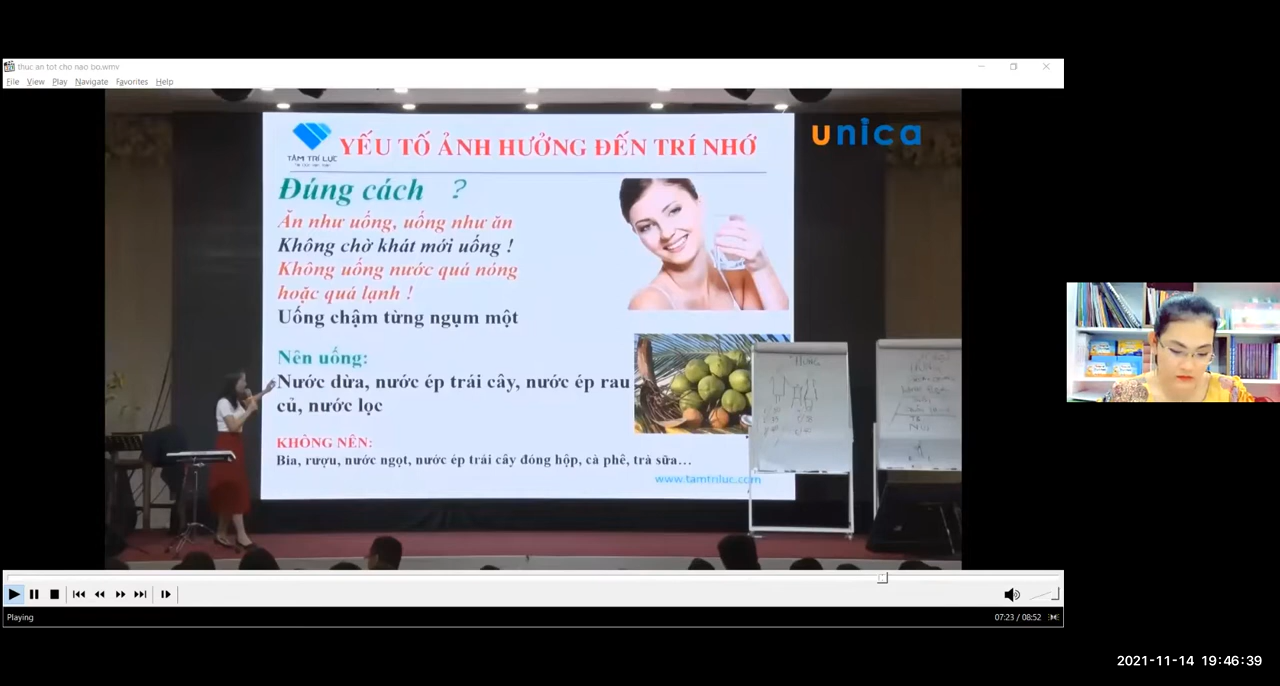 thuc an tot cho nao bo.wmv
File View Play Navigate Favorites Help
unica
TÂM TRÍ LỰC
YẾU TỐ ẢNH HƯỞNG ĐẾN TRÍ NHỚ
Đúng cách ?
Ăn như uống, uống như ăn
Không chờ khát mới uống !
Không uống nước quá nóng
hoặc quá lạnh !
Uống chậm từng ngụm một
Nên uống:
Nước dừa, nước ép trái cây, nước ép rau
củ, nước lọc
KHÔNG NÊN:
Bia, rượu, nước ngọt, nước ép trái cây đóng hộp, cà phê, trà sữa…
www.tamtriluc.com
Playing
07:23 / 08:52
2021-11-14 19:46:39